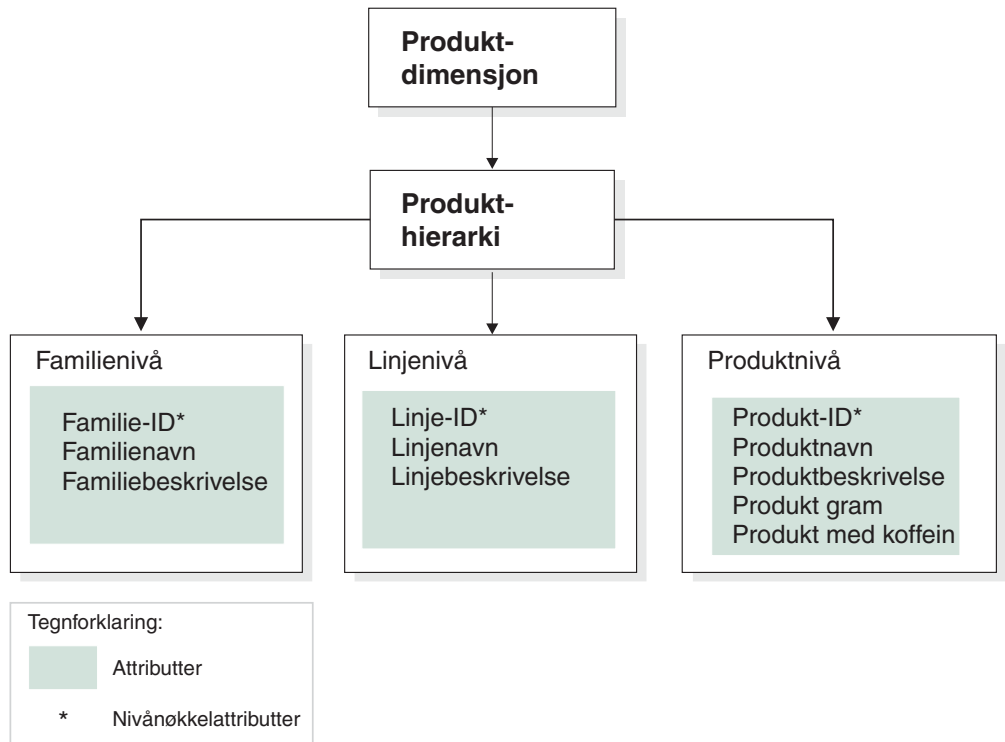 Produkt-
dimensjon
Produkt-
hierarki
Familienivå
Familie-ID*
Familienavn
Familiebeskrivelse
Linjenivå
Linje-ID*
Linjenavn
Linjebeskrivelse
Produktnivå
Produkt-ID*
Produktnavn
Produktbeskrivelse
Produkt gram
Produkt med koffein
Tegnforklaring:
Attributter
* Nivånøkkelattributter